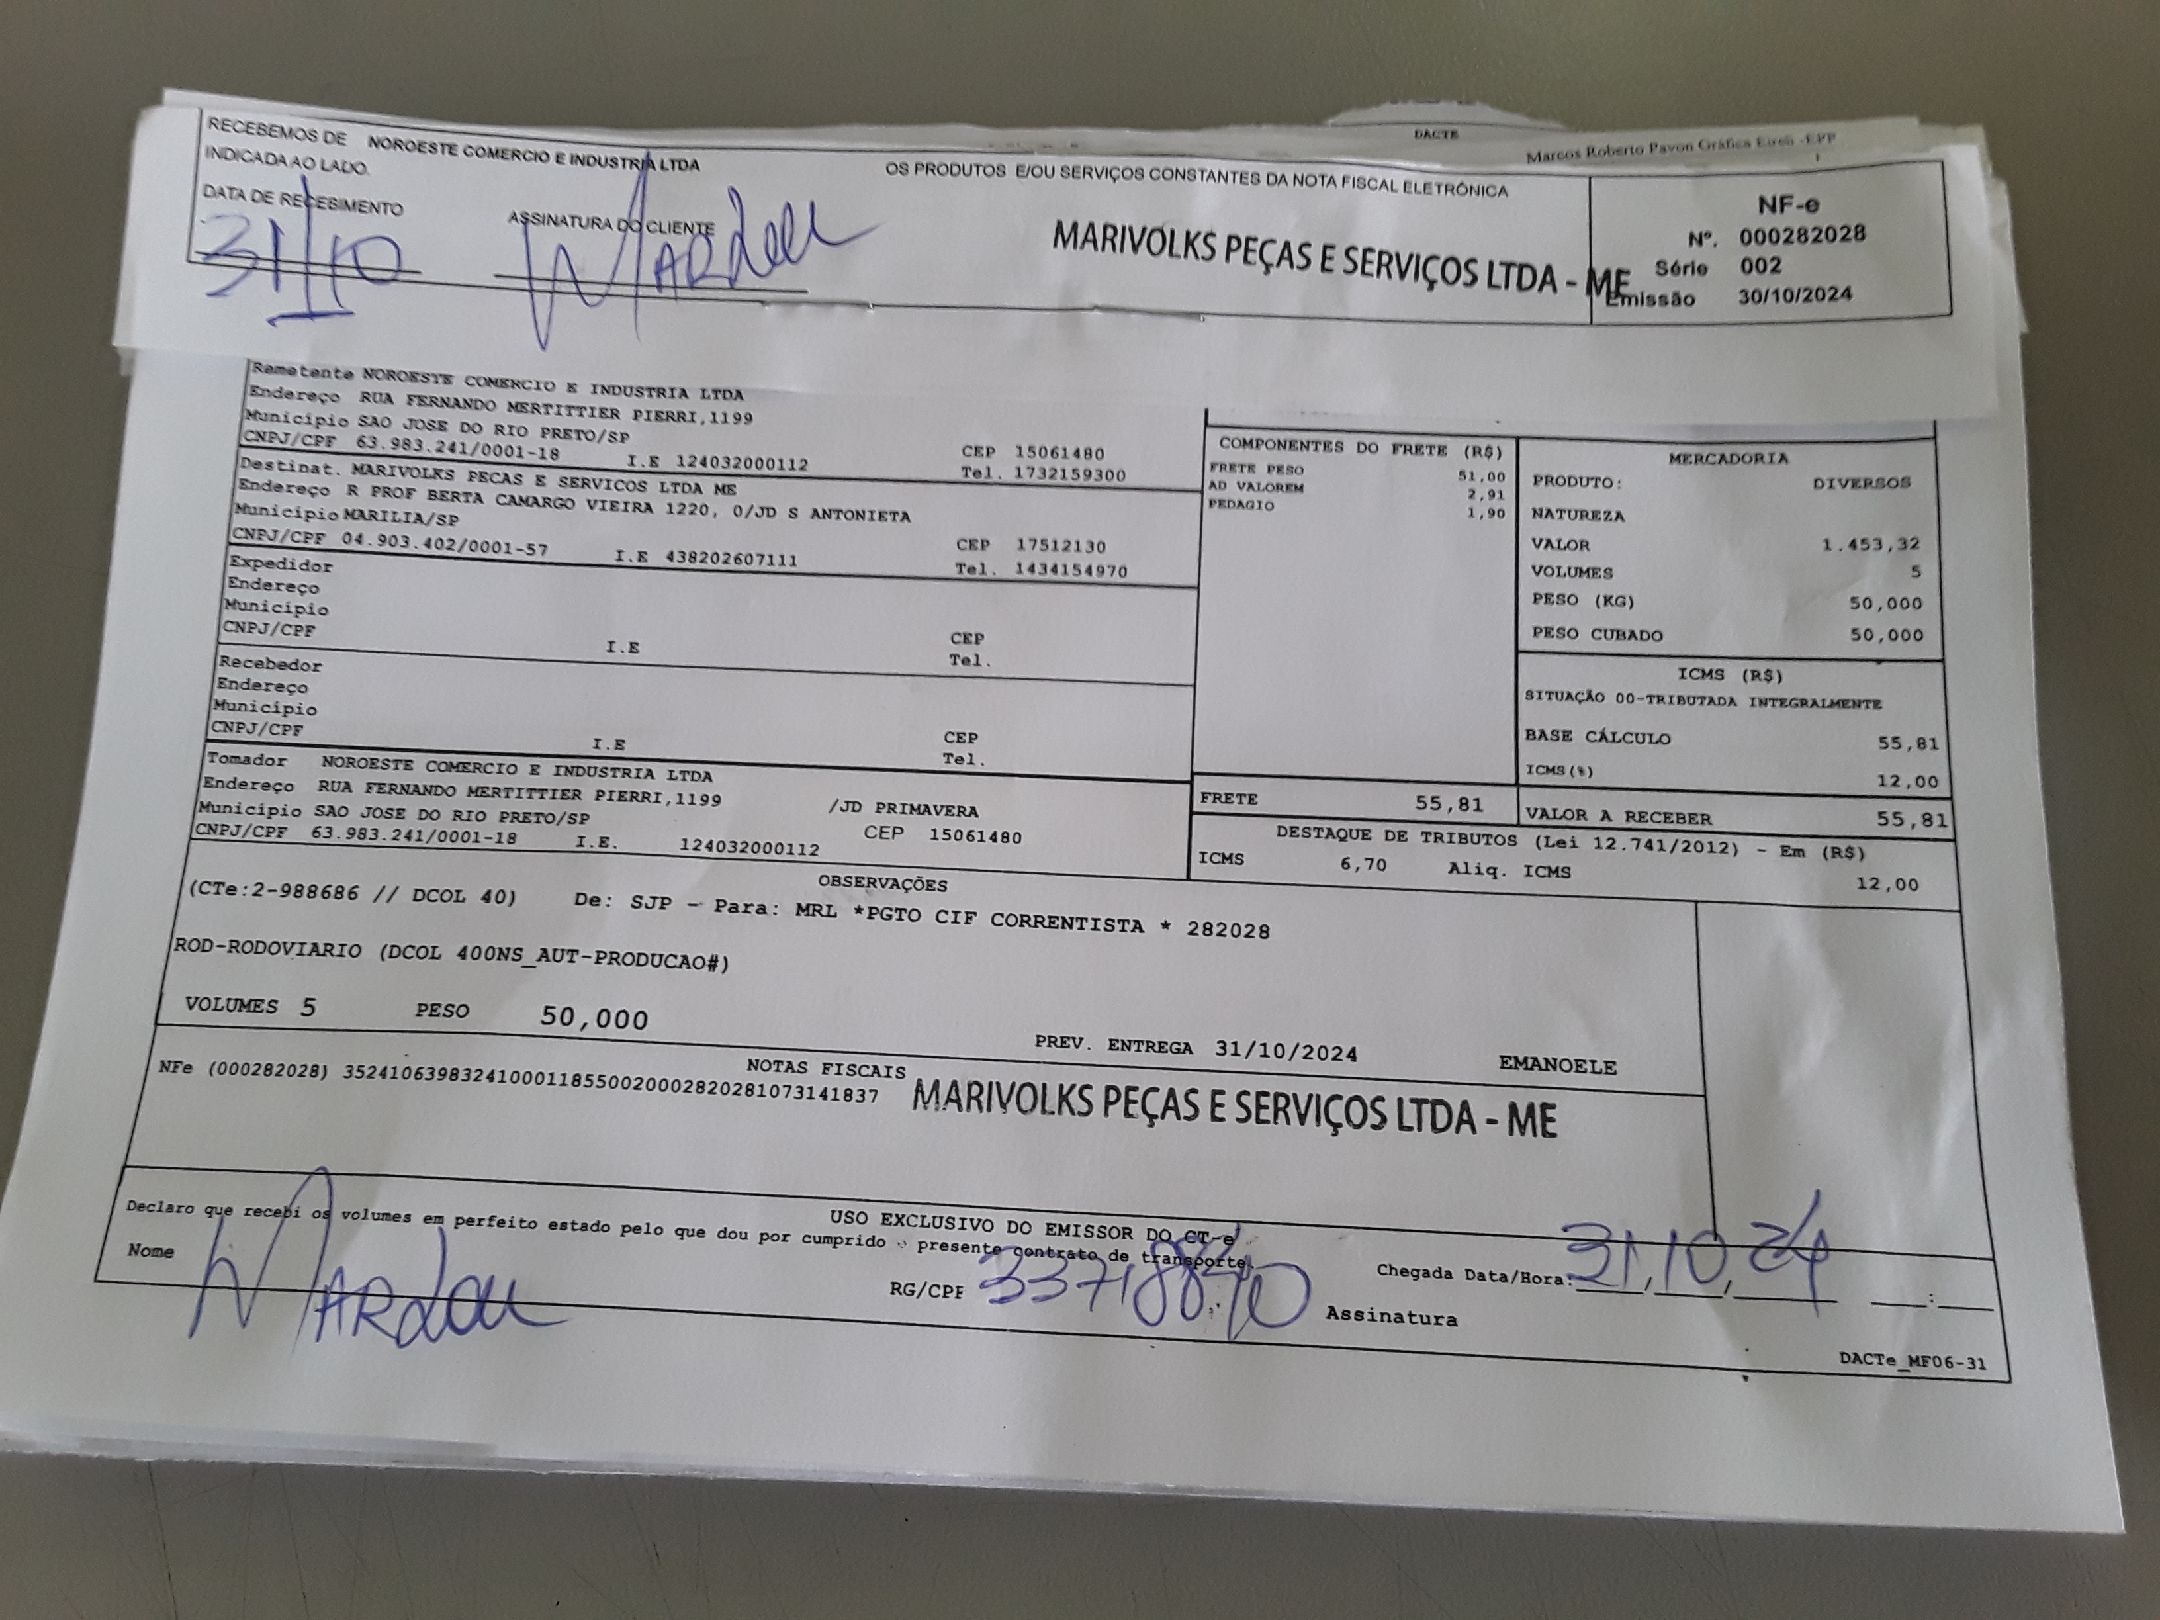 DACTE
Marcos Roberto Pavon Gráfica Eireli -EPP
RECEBEMOS DE NOROESTE COMERCIO E INDUSTRIA LTDA OS PRODUTOS E/OU SERVIÇOS CONSTANTES DA NOTA FISCAL ELETRÔNICA
INDICADA AO LADO.
DATA DE RECEBIMENTO
ASSINATURA DO CLIENTE
31/10
MARIVOLKS PEÇAS E SERVIÇOS LTDA - ME
NF-e
Nº. 000282028
Série 002
Emissão 30/10/2024
Remetente NOROESTE COMERCIO E INDUSTRIA LTDA
Endereço RUA FERNANDO MERTITTIER PIERRI,1199
Município SAO JOSE DO RIO PRETO/SP CEP 15061480
CNPJ/CPF 63.983.241/0001-18 I.E 124032000112 Tel. 1732159300
Destinat. MARIVOLKS PECAS E SERVICOS LTDA ME
Endereço R PROF BERTA CAMARGO VIEIRA 1220, 0/JD S ANTONIETA
Município MARILIA/SP CEP 17512130
CNPJ/CPF 04.903.402/0001-57 I.E 438202607111 Tel. 1434154970
Expedidor
Endereço
Município CEP
CNPJ/CPF I.E Tel.
Recebedor
Endereço
Município CEP
CNPJ/CPF I.E Tel.
Tomador NOROESTE COMERCIO E INDUSTRIA LTDA
Endereço RUA FERNANDO MERTITTIER PIERRI,1199 /JD PRIMAVERA
Município SAO JOSE DO RIO PRETO/SP CEP 15061480
CNPJ/CPF 63.983.241/0001-18 I.E. 124032000112
COMPONENTES DO FRETE (R$)
FRETE PESO 51,00
AD VALOREM 2,91
PEDAGIO 1,90
MERCADORIA
PRODUTO: DIVERSOS
NATUREZA
VALOR 1.453,32
VOLUMES 5
PESO (KG) 50,000
PESO CUBADO 50,000
ICMS (R$)
SITUAÇÃO 00-TRIBUTADA INTEGRALMENTE
BASE CÁLCULO 55,81
ICMS(%) 12,00
FRETE 55,81
VALOR A RECEBER 55,81
DESTAQUE DE TRIBUTOS (Lei 12.741/2012) - Em (R$)
ICMS 6,70 Aliq. ICMS 12,00
OBSERVAÇÕES
(CTe:2-988686 // DCOL 40) De: SJP - Para: MRL *PGTO CIF CORRENTISTA * 282028
ROD-RODOVIARIO (DCOL 400NS_AUT-PRODUCAO#)
VOLUMES 5 PESO 50,000 PREV. ENTREGA 31/10/2024 EMANOELE
NOTAS FISCAIS
NFe (000282028) 35241063983241000118550020002820281073141837
MARIVOLKS PEÇAS E SERVIÇOS LTDA - ME
USO EXCLUSIVO DO EMISSOR DO CT-e
Declaro que recebi os volumes em perfeito estado pelo que dou por cumprido presente contrato de transporte.
Nome
RG/CPF
Chegada Data/Hora: 31,10,24 :
Assinatura
DACTe_MF06-31